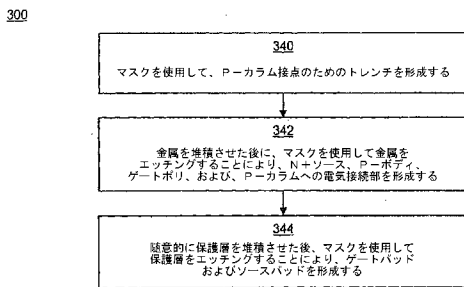 300
340
マスクを使用して、P−カラム接点のためのトレンチを形成する
342
金属を堆積させた後に、マスクを使用して金属を
エッチングすることにより、N+ソース、P−ボディ、
ゲートポリ、および、P−カラムへの電気接続部を形成する
344
随意的に保護層を堆積させた後、マスクを使用して
保護層をエッチングすることにより、ゲートパッド
およびソースパッドを形成する